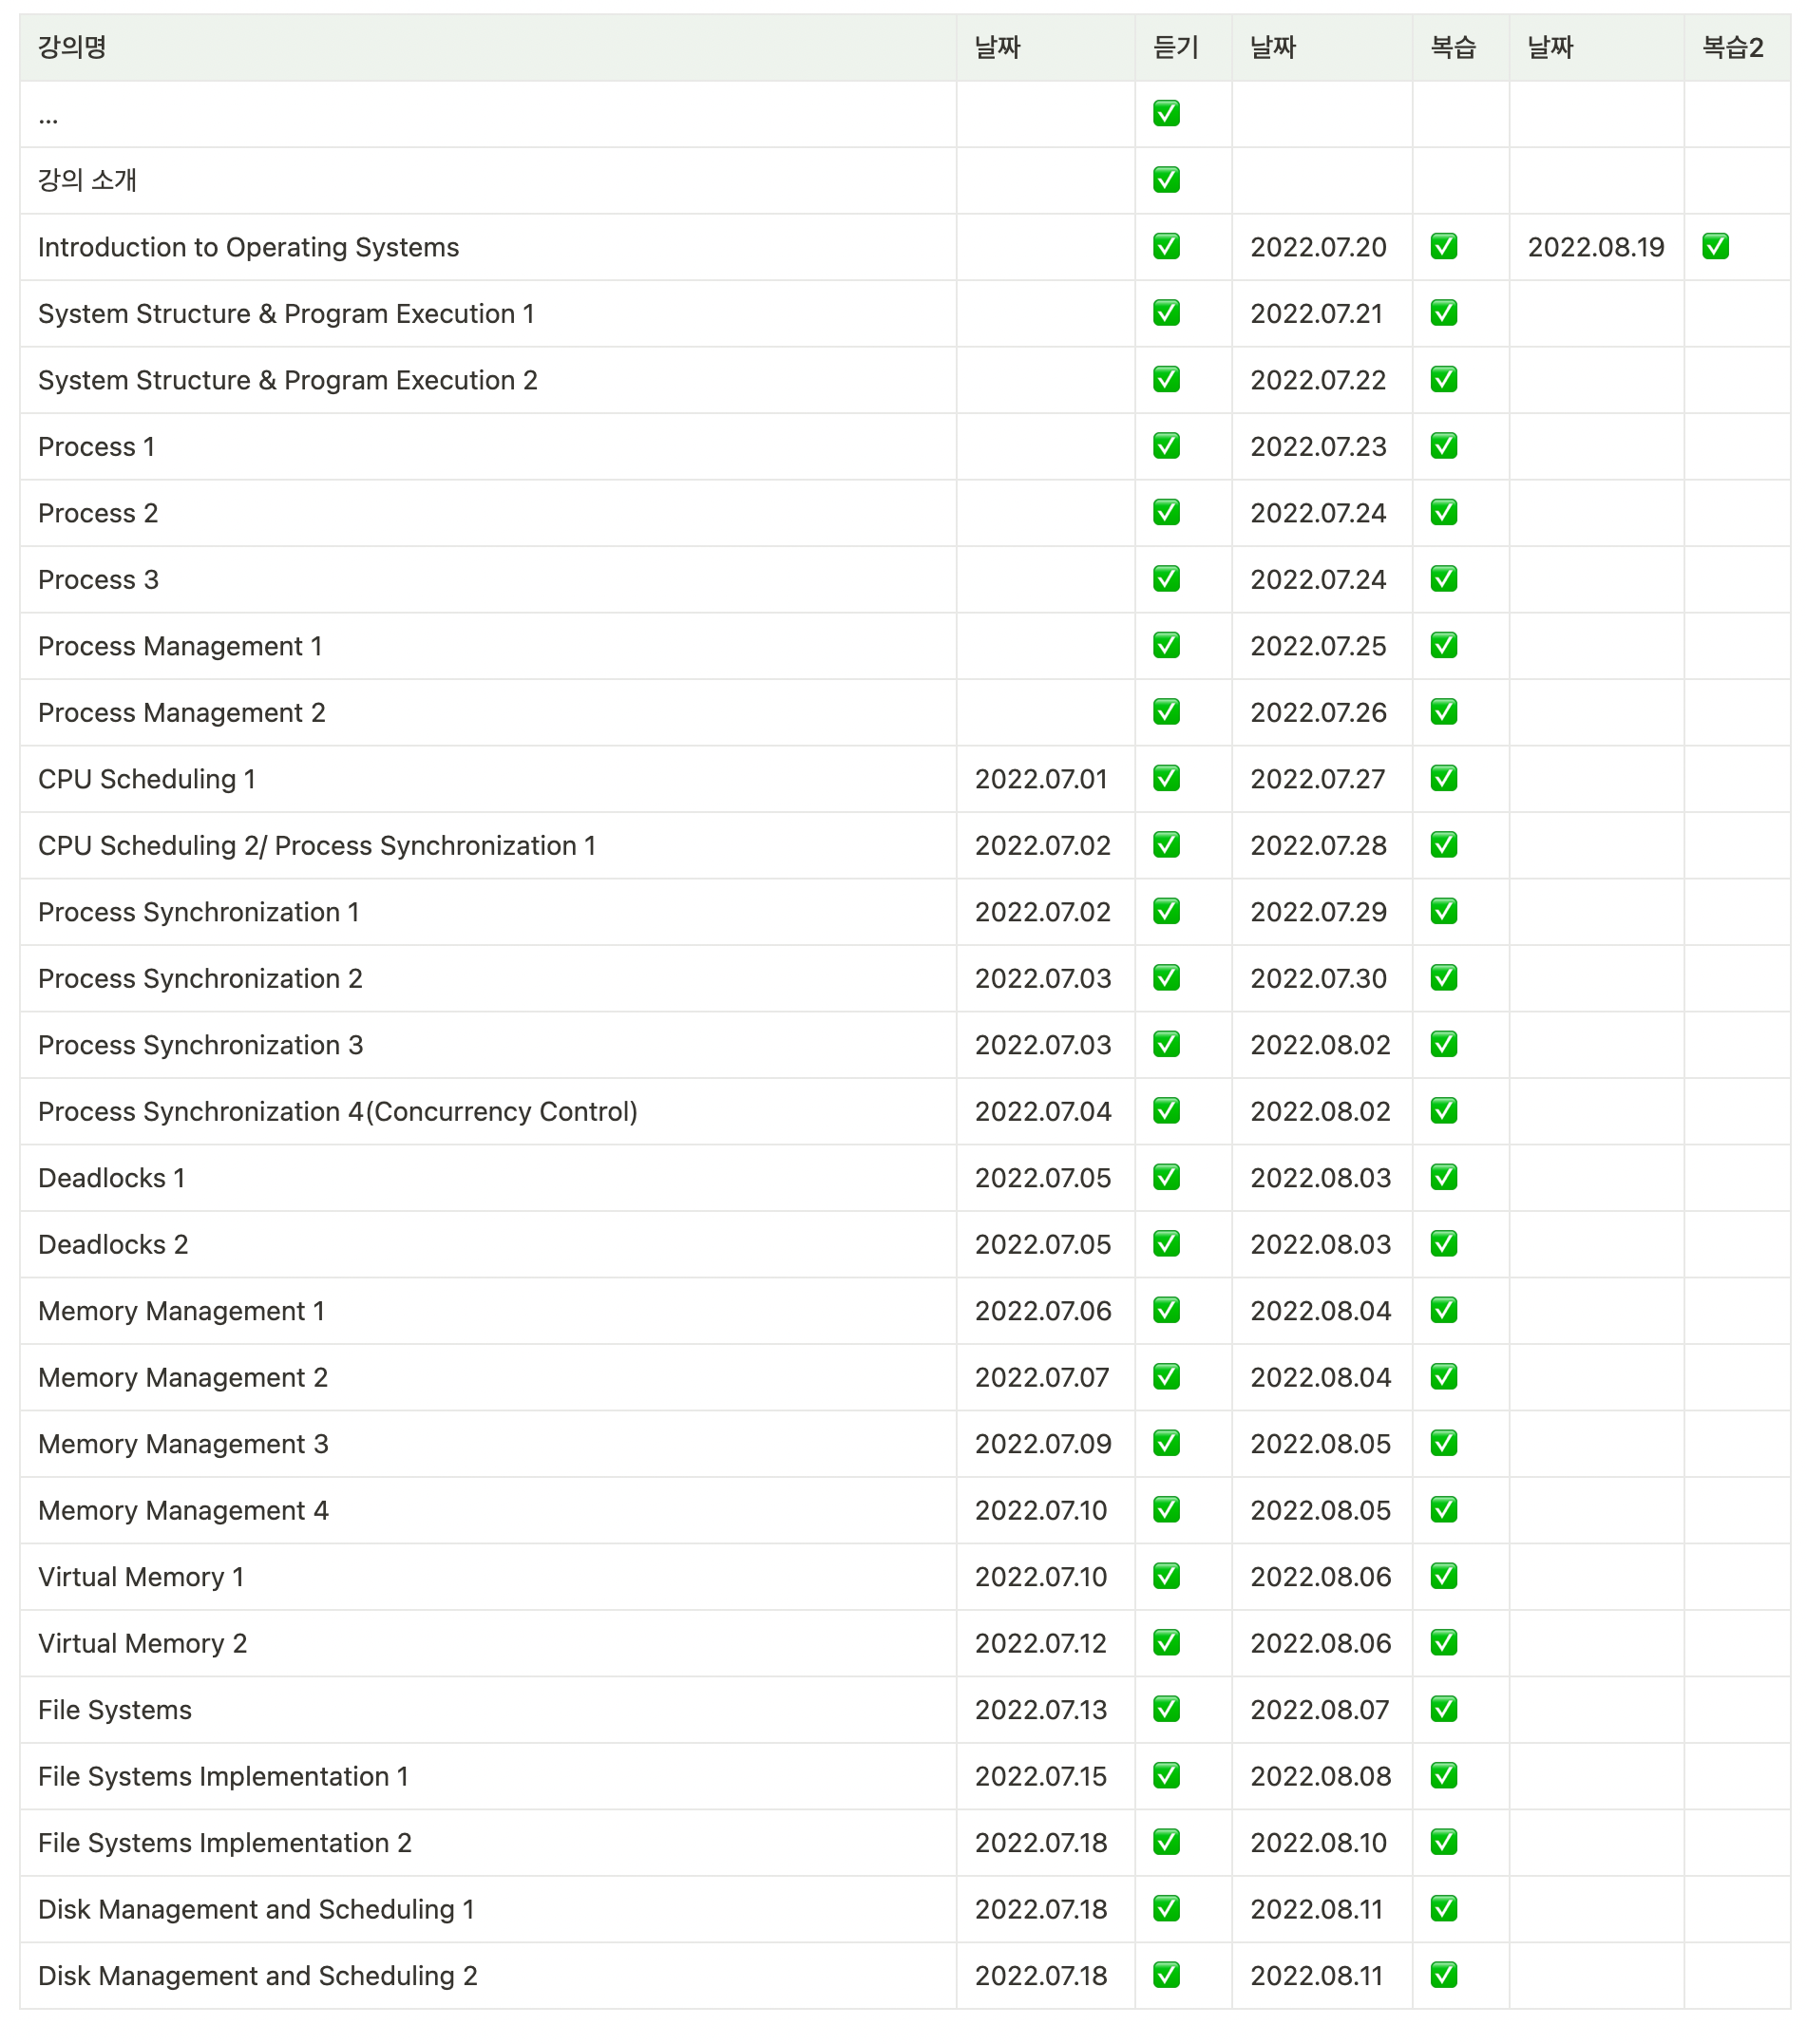 강의명 날짜 듣기 날짜 복습 날짜 복습2
... ✅
강의 소개 ✅
Introduction to Operating Systems ✅ 2022.07.20 ✅ 2022.08.19 ✅
System Structure & Program Execution 1 ✅ 2022.07.21 ✅
System Structure & Program Execution 2 ✅ 2022.07.22 ✅
Process 1 ✅ 2022.07.23 ✅
Process 2 ✅ 2022.07.24 ✅
Process 3 ✅ 2022.07.24 ✅
Process Management 1 ✅ 2022.07.25 ✅
Process Management 2 ✅ 2022.07.26 ✅
CPU Scheduling 1 2022.07.01 ✅ 2022.07.27 ✅
CPU Scheduling 2/ Process Synchronization 1 2022.07.02 ✅ 2022.07.28 ✅
Process Synchronization 1 2022.07.02 ✅ 2022.07.29 ✅
Process Synchronization 2 2022.07.03 ✅ 2022.07.30 ✅
Process Synchronization 3 2022.07.03 ✅ 2022.08.02 ✅
Process Synchronization 4(Concurrency Control) 2022.07.04 ✅ 2022.08.02 ✅
Deadlocks 1 2022.07.05 ✅ 2022.08.03 ✅
Deadlocks 2 2022.07.05 ✅ 2022.08.03 ✅
Memory Management 1 2022.07.06 ✅ 2022.08.04 ✅
Memory Management 2 2022.07.07 ✅ 2022.08.04 ✅
Memory Management 3 2022.07.09 ✅ 2022.08.05 ✅
Memory Management 4 2022.07.10 ✅ 2022.08.05 ✅
Virtual Memory 1 2022.07.10 ✅ 2022.08.06 ✅
Virtual Memory 2 2022.07.12 ✅ 2022.08.06 ✅
File Systems 2022.07.13 ✅ 2022.08.07 ✅
File Systems Implementation 1 2022.07.15 ✅ 2022.08.08 ✅
File Systems Implementation 2 2022.07.18 ✅ 2022.08.10 ✅
Disk Management and Scheduling 1 2022.07.18 ✅ 2022.08.11 ✅
Disk Management and Scheduling 2 2022.07.18 ✅ 2022.08.11 ✅